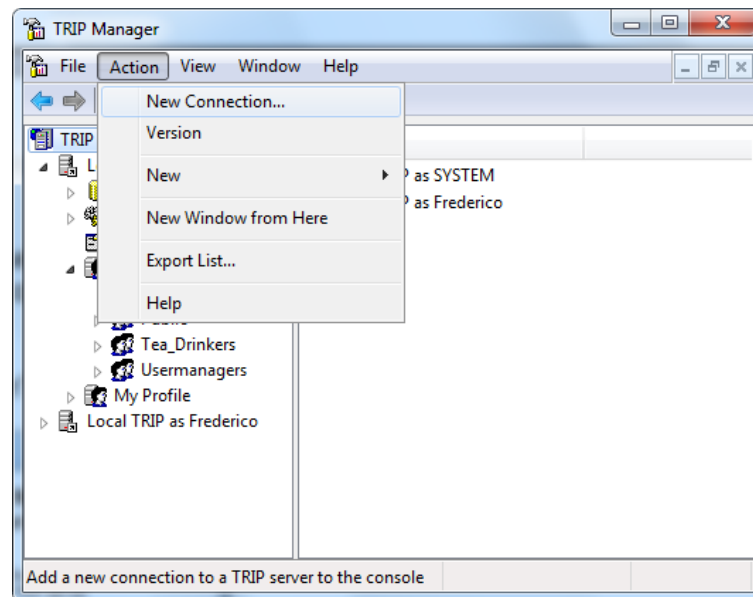 TRIP Manager
File Action View Window Help
New Connection...
Version
New
New Window from Here
Export List...
Help
TRIP
L
as SYSTEM
as Frederico
Tea_Drinkers
Usermanagers
My Profile
Local TRIP as Frederico
Add a new connection to a TRIP server to the console